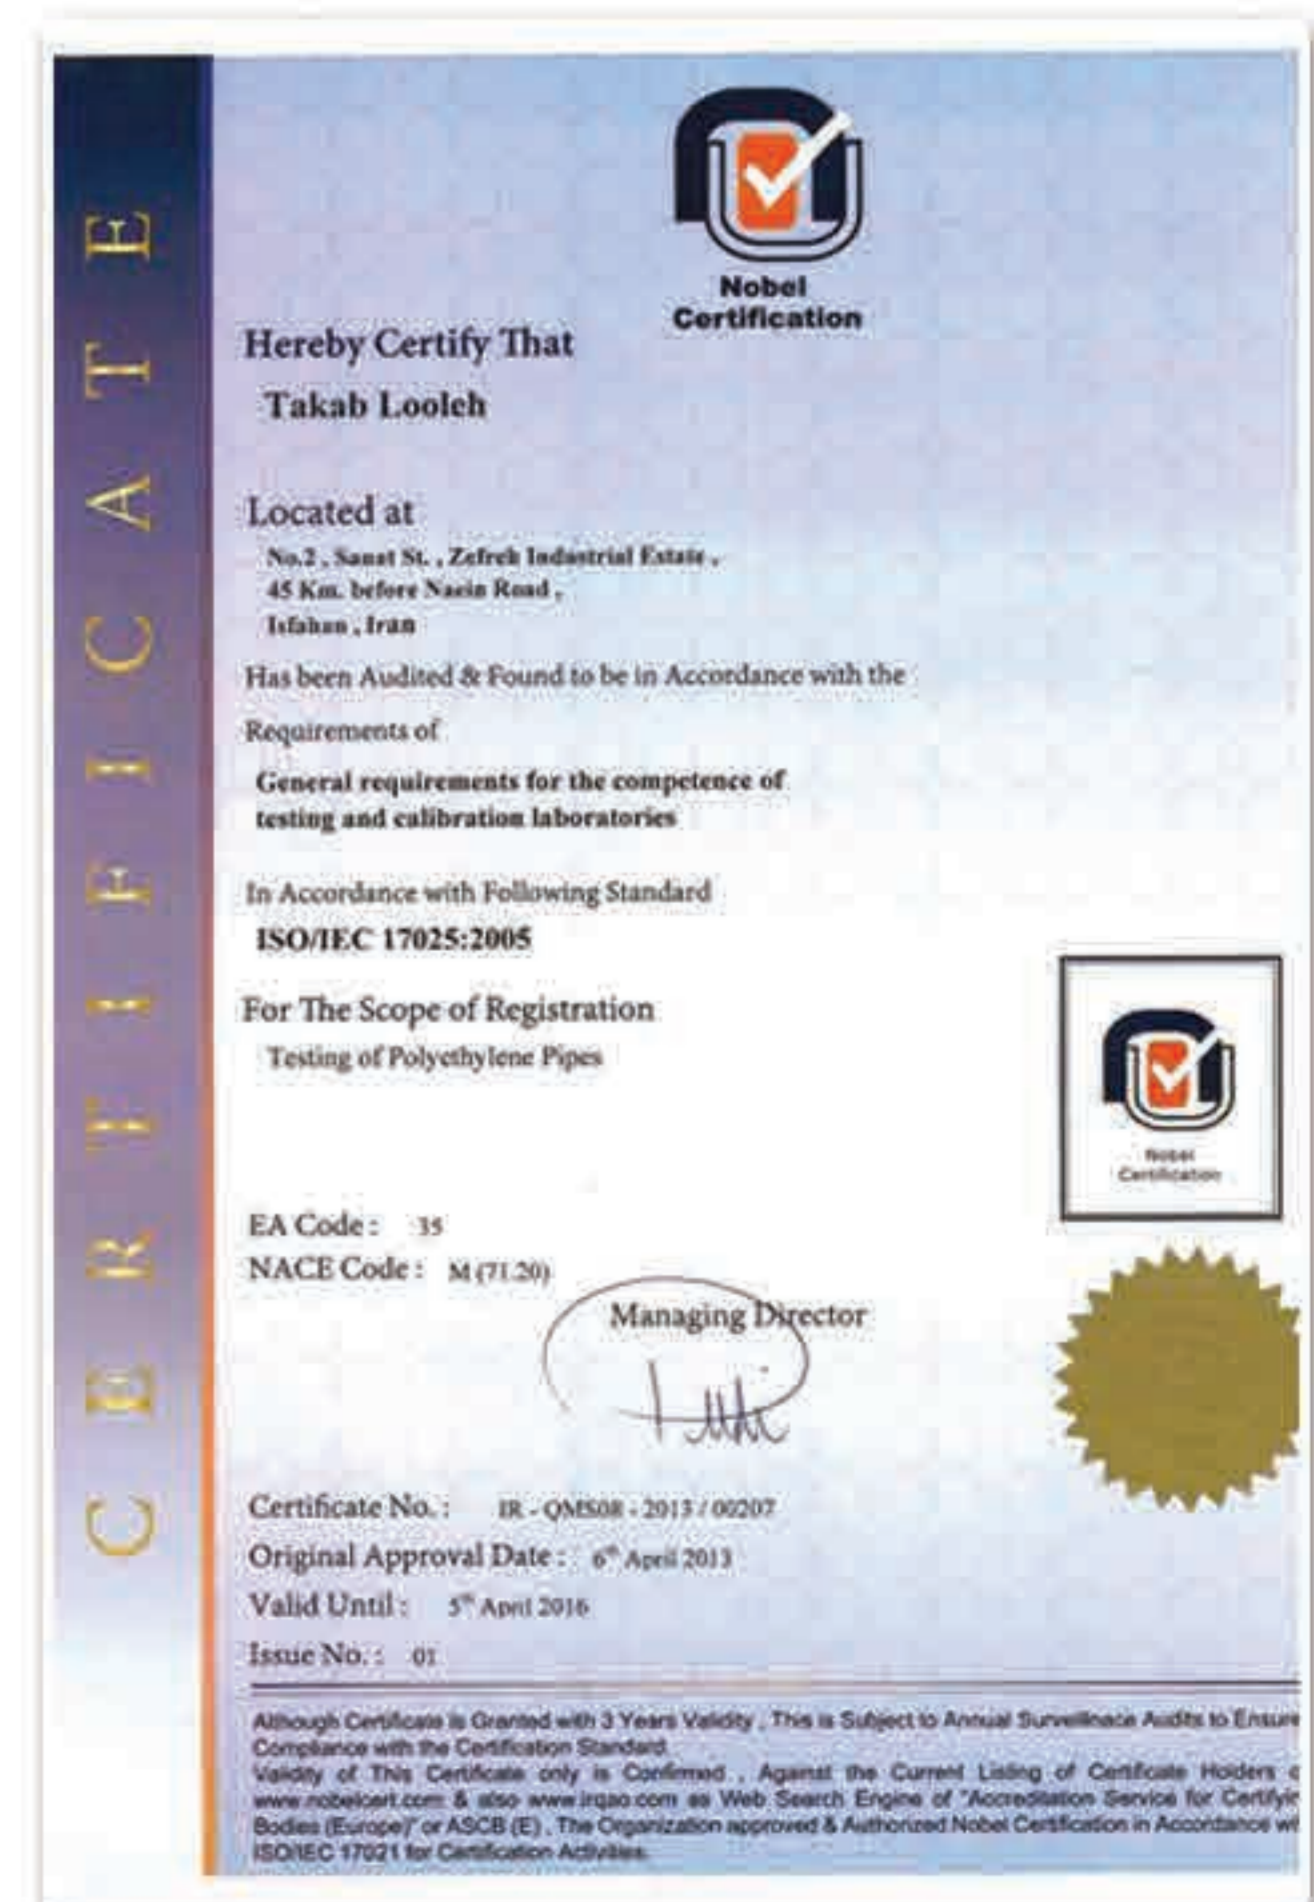 CERTIFICATE
Nobel
Certification
Hereby Certify That
Takab Looleh
Located at
No.2 , Sanat St. , Zefreh Industrial Estate ,
45 Km. before Naein Road ,
Isfahan , Iran
Has been Audited & Found to be in Accordance with the
Requirements of
General requirements for the competence of
testing and calibration laboratories
In Accordance with Following Standard
ISO/IEC 17025:2005
For The Scope of Registration
Testing of Polyethylene Pipes
Nobel
Certification
EA Code : 35
NACE Code : M (71.20)
Managing Director
Certificate No. : IR - QMS08 - 2013 / 00207
Original Approval Date : 6th April 2013
Valid Until : 5th April 2016
Issue No. : 01
Although Certificate is Granted with 3 Years Validity , This is Subject to Annual Surveillnace Audits to Ensure
Compliance with the Certification Standard
Validity of This Certificate only is Confirmed , Against the Current Listing of Certificate Holders
www.nobelcert.com & also www.irqao.com as Web Search Engine of "Accreditation Service for
Bodies (Europe)" or ASCB (E) , The Organization approved & Authorized Nobel Certification in Accordance
ISO/IEC 17021 for Certification Activities.